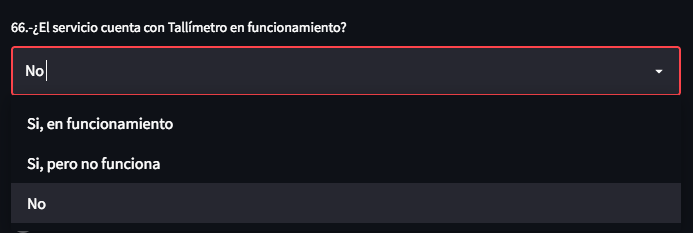 66.-¿El servicio cuenta con Tallímetro en funcionamiento?
No
Si, en funcionamiento
Si, pero no funciona
No